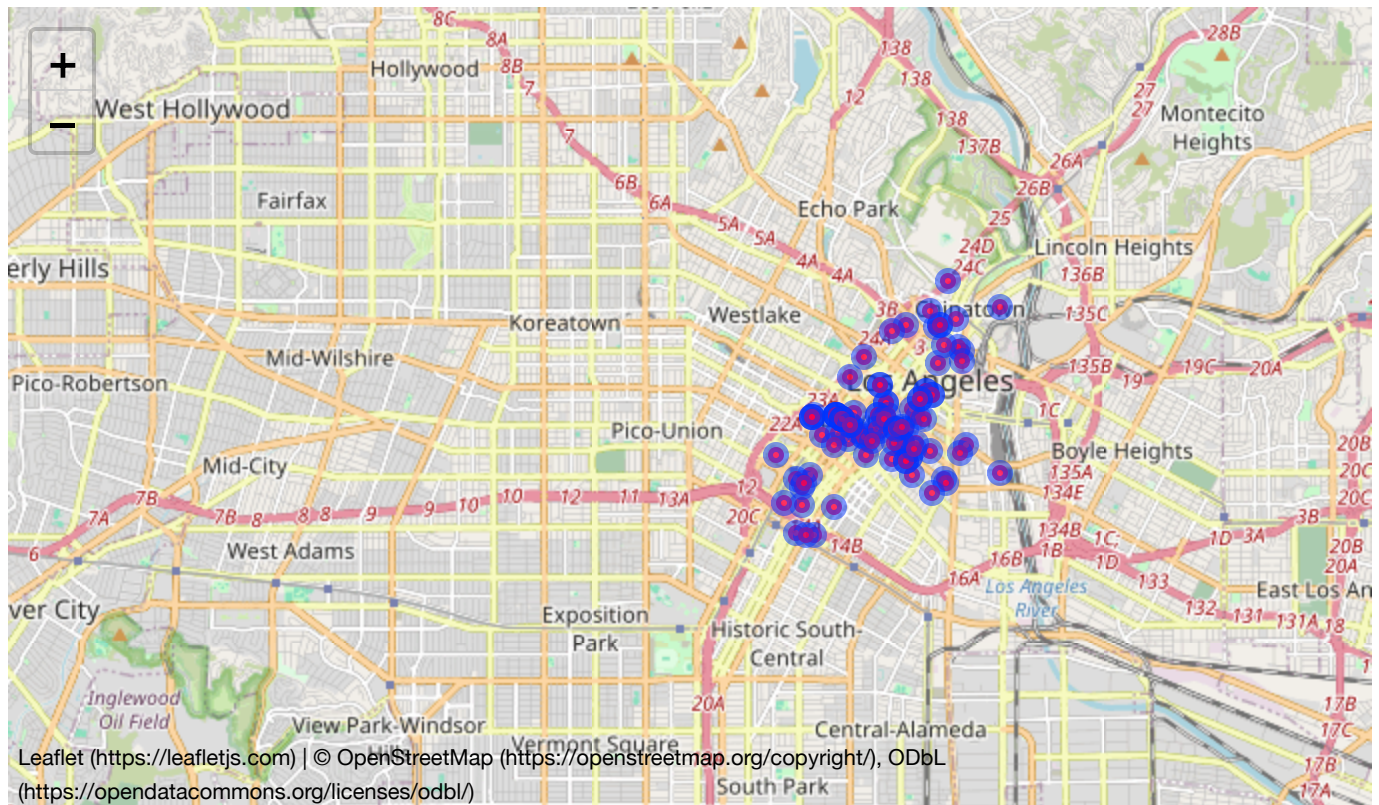 8C
138
28B
+
8A
Hollywood
8B
138
7
12
27
West Hollywood
27
138
Montecito
Heights
−
7
137B
26A
6B
26B
Fairfax
6A
Echo Park
5A
25
5A
24D
Lincoln Heights
4A
24C
erly Hills
4A
136B
3B
Chinatown
Westlake
135C
Koreatown
3
Mid-Wilshire
135B
19C
20A
Pico-Robertson
19
Los Angeles
23A
1C
22A
Pico-Union
20B
Boyle Heights
Mid-City
135A
20C
12
134E
7B
10
10
12
11
13A
20C
9
9
8
8
8
7B
7A
20C
3B
134B
3A
6
14B
1C;
1D
1D
West Adams
16B
1B
20B
20A
16A
133
Los Angeles
River
East Los An
ver City
132
Exposition
Park
131
131A
18
Historic South-
Central
Inglewood
Oil Field
20A
17B
View Park-Windsor
Central-Alameda
17C
Vermont Square
Leaflet (https://leafletjs.com) | © OpenStreetMap (https://openstreetmap.org/copyright/), ODbL
17B
(https://opendatacommons.org/licenses/odbl/)
South Park
17A